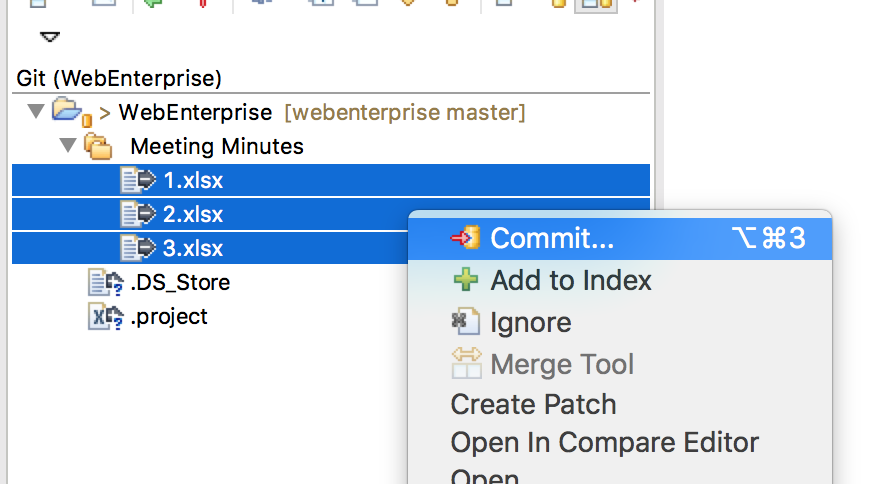 Git (WebEnterprise)
> WebEnterprise [webenterprise master]
Meeting Minutes
1.xlsx
2.xlsx
3.xlsx
.DS_Store
.project
Commit... ⌥⌘3
Add to Index
Ignore
Merge Tool
Create Patch
Open In Compare Editor
Open